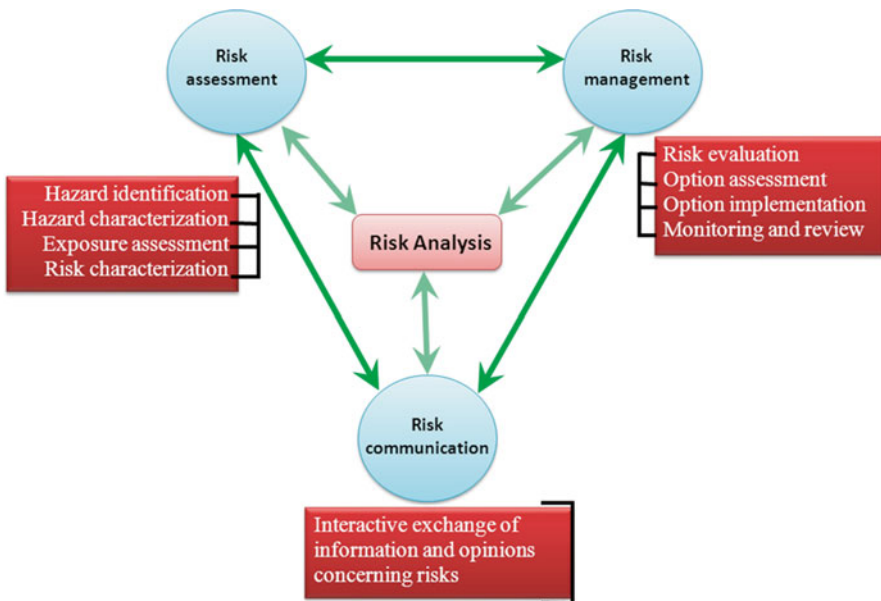 Risk
assessment
Risk
management
Hazard identification
Hazard characterization
Exposure assessment
Risk characterization
Risk evaluation
Option assessment
Option implementation
Monitoring and review
Risk Analysis
Risk
communication
Interactive exchange of
information and opinions
concerning risks